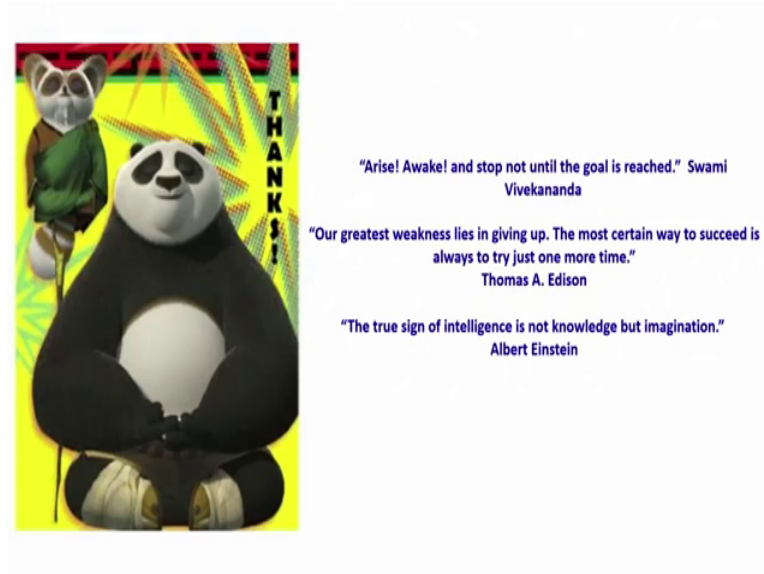 THANKS!
“Arise! Awake! and stop not until the goal is reached.” Swami
Vivekananda
“Our greatest weakness lies in giving up. The most certain way to succeed is
always to try just one more time.”
Thomas A. Edison
“The true sign of intelligence is not knowledge but imagination.”
Albert Einstein